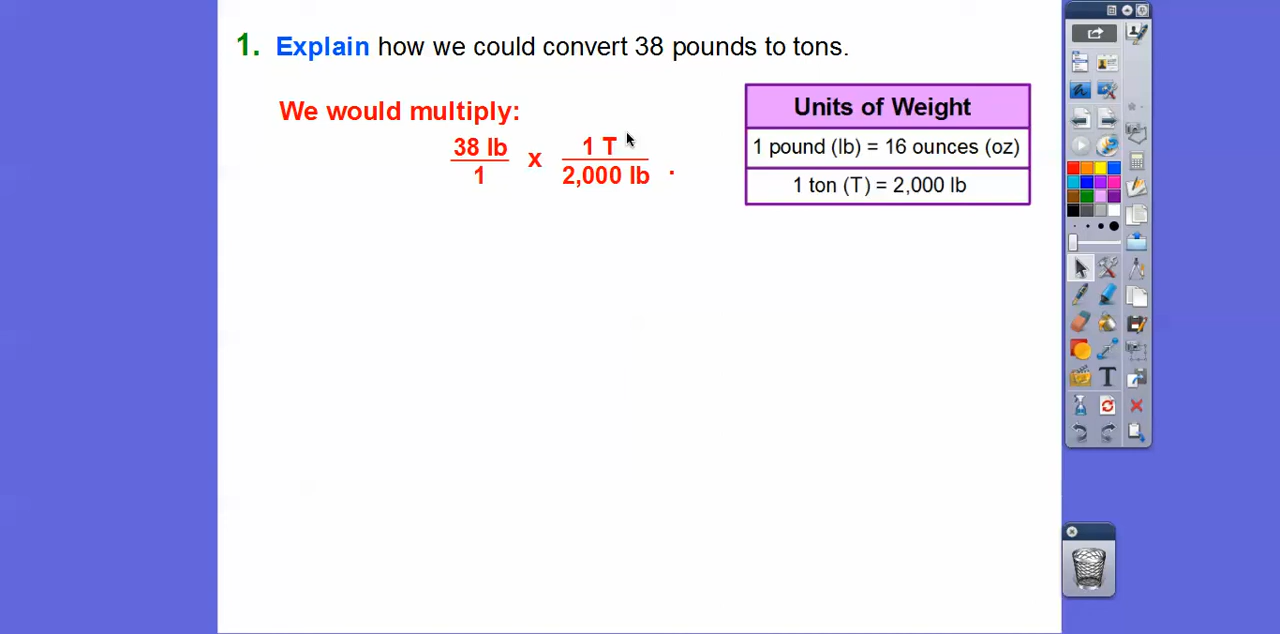 1. Explain how we could convert 38 pounds to tons.
We would multiply:
38 lb
1
x
1 T
2,000 lb
.
Units of Weight
1 pound (lb) = 16 ounces (oz)
1 ton (T) = 2,000 lb
T